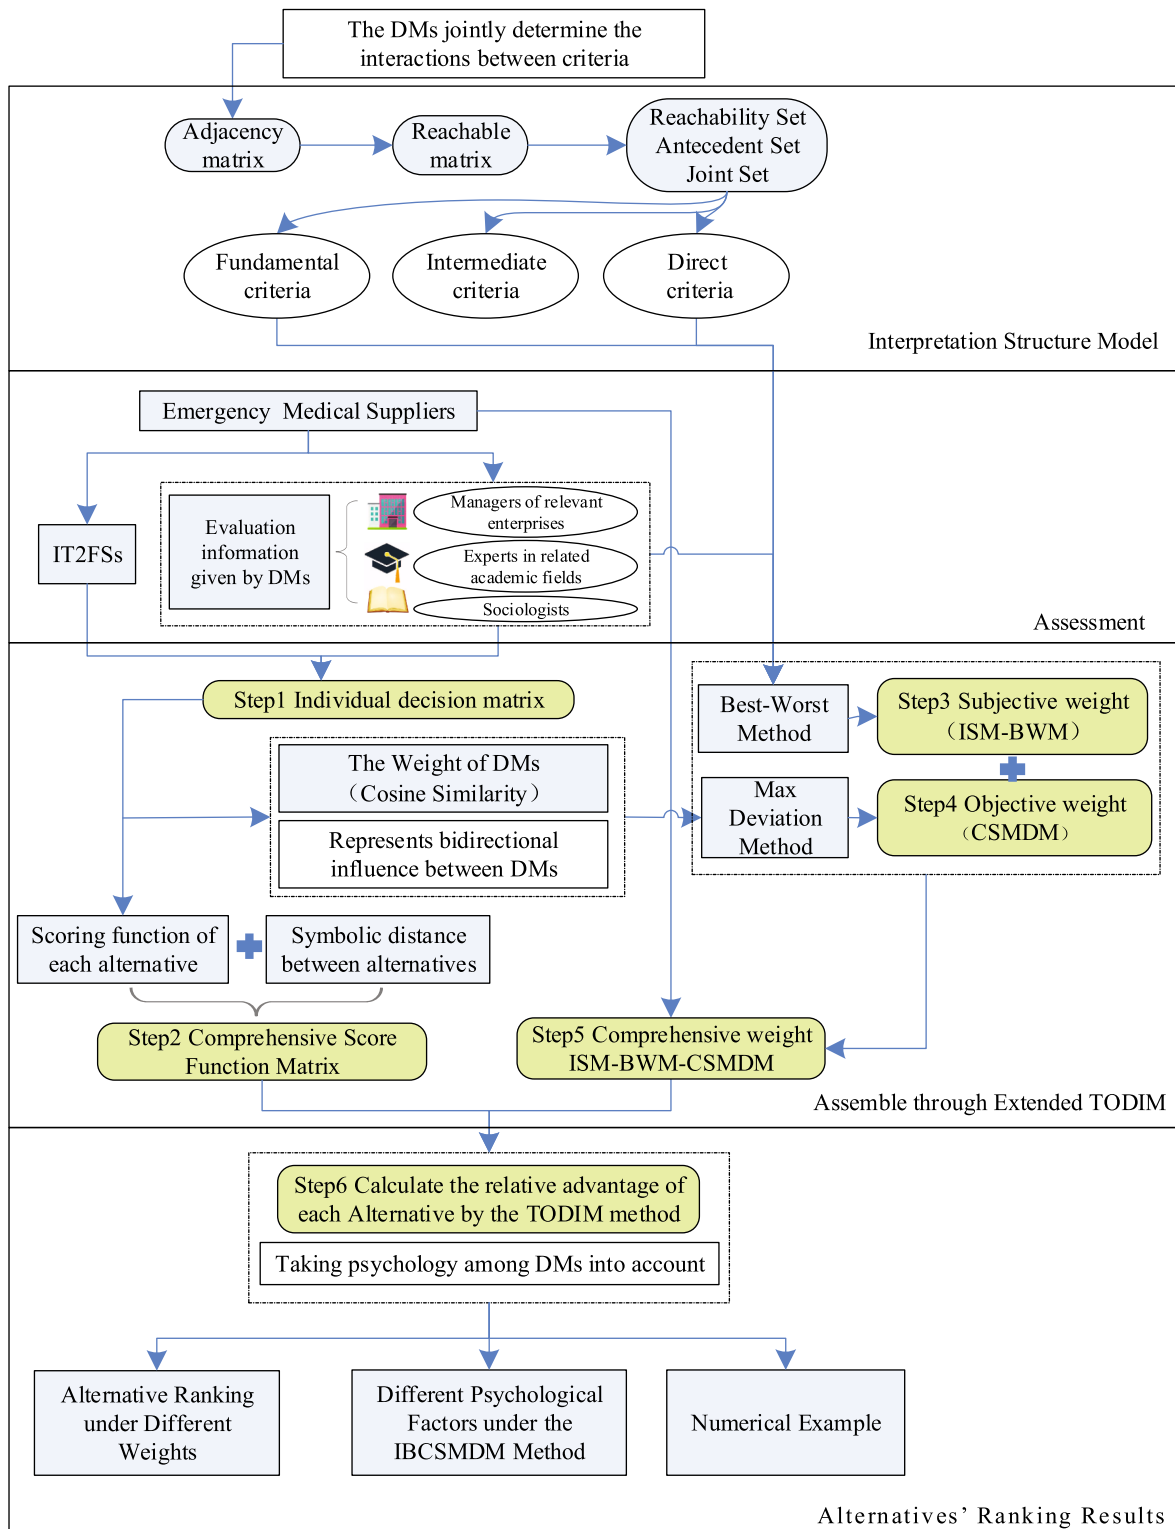 The DMs jointly determine the
interactions between criteria
Adjacency
matrix
Reachable
matrix
Reachability Set
Antecedent Set
Joint Set
Fundamental
criteria
Intermediate
criteria
Direct
criteria
Interpretation Structure Model
Emergency Medical Suppliers
IT2FSs
Evaluation
information
given by DMs
Managers of relevant
enterprises
Experts in related
academic fields
Sociologists
Assessment
Step1 Individual decision matrix
Best-Worst
Method
Step3 Subjective weight
（ISM-BWM）
The Weight of DMs
（Cosine Similarity）
Represents bidirectional
influence between DMs
Max
Deviation
Method
Step4 Objective weight
（CSMDM）
Scoring function of
each alternative
Symbolic distance
between alternatives
Step2 Comprehensive Score
Function Matrix
Step5 Comprehensive weight
ISM-BWM-CSMDM
Assemble through Extended TODIM
Step6 Calculate the relative advantage of
each Alternative by the TODIM method
Taking psychology among DMs into account
Alternative Ranking
under Different
Weights
Different Psychological
Factors under the
IBCSMDM Method
Numerical Example
Alternatives’ Ranking Results